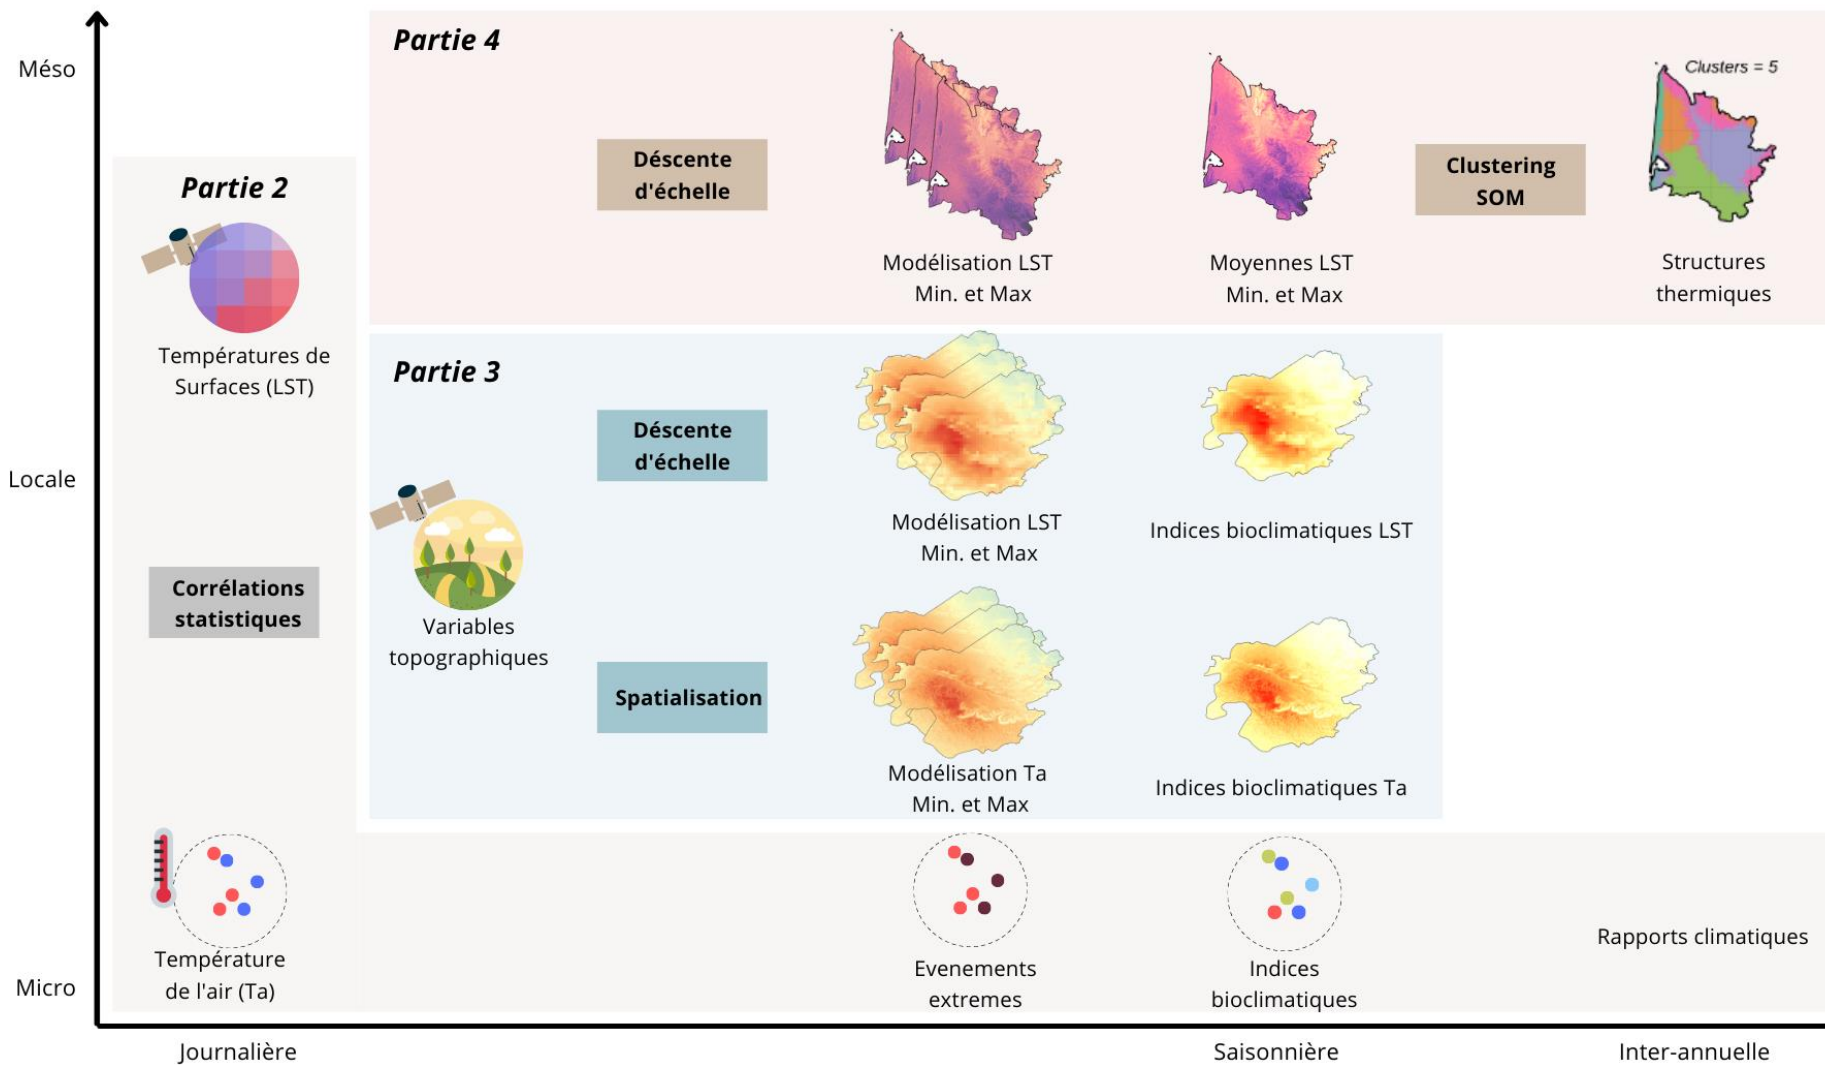 Méso
Locale
Micro
Partie 2
Températures de
Surfaces (LST)
Corrélations
statistiques
Température
de l'air (Ta)
Partie 4
Déscente
d'échelle
Modélisation LST
Min. et Max
Moyennes LST
Min. et Max
Clustering
SOM
Clusters = 5
Structures
thermiques
Partie 3
Variables
topographiques
Déscente
d'échelle
Modélisation LST
Min. et Max
Indices bioclimatiques LST
Spatialisation
Modélisation Ta
Min. et Max
Indices bioclimatiques Ta
Evenements
extremes
Indices
bioclimatiques
Rapports climatiques
Journalière
Saisonnière
Inter-annuelle